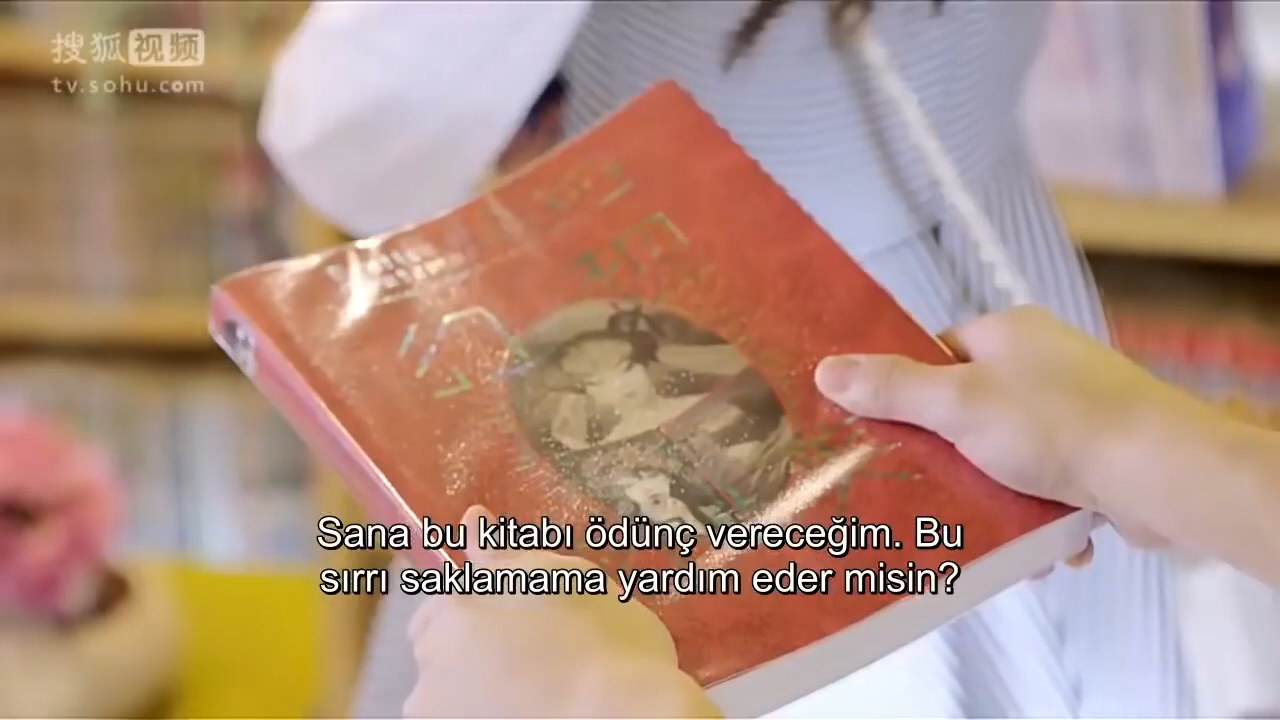 搜狐视频
tv.sohu.com
Sana bu kitabı ödünç vereceğim. Bu
sırrı saklamama yardım eder misin?